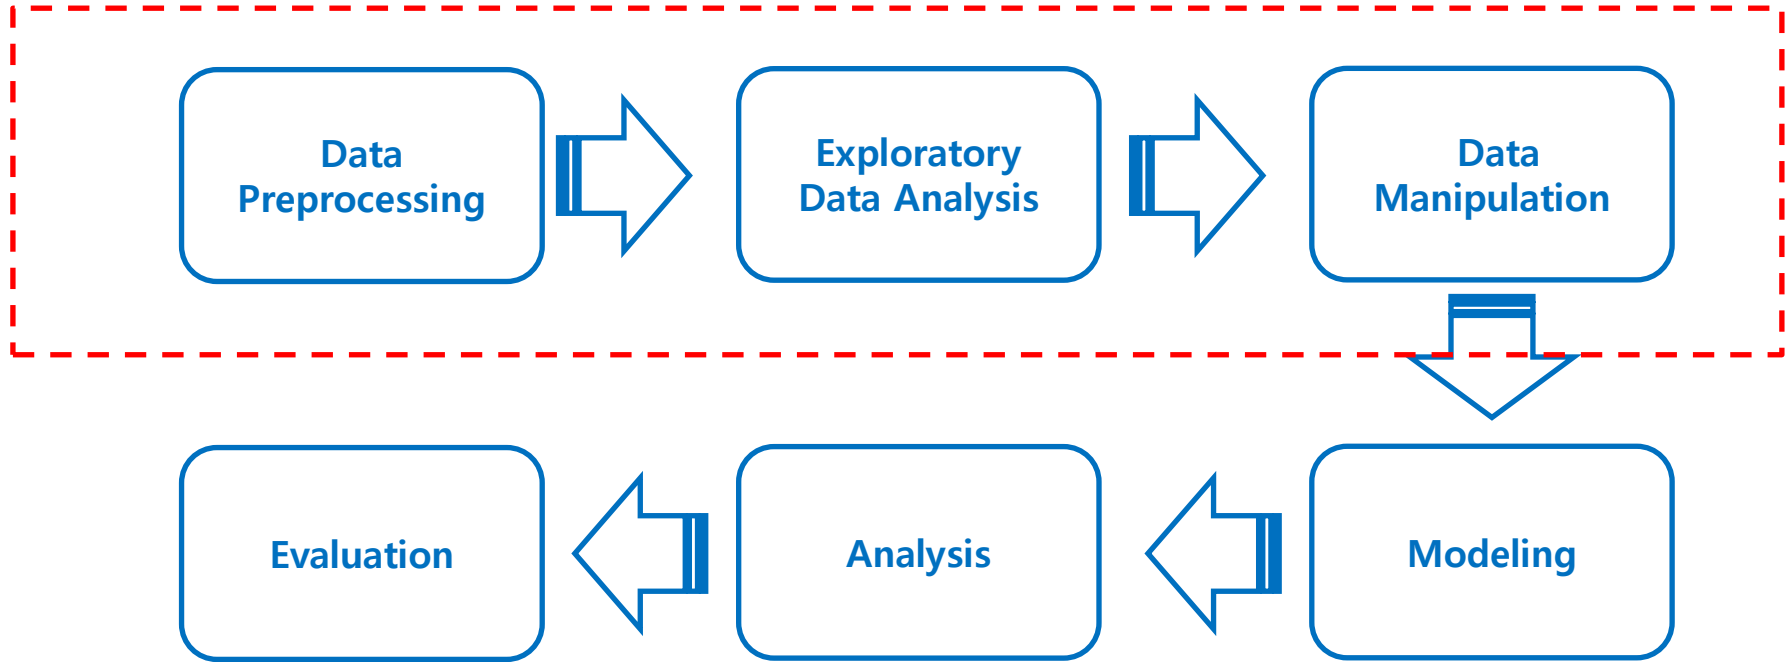 Data
Preprocessing
Exploratory
Data Analysis
Data
Manipulation
Evaluation
Analysis
Modeling